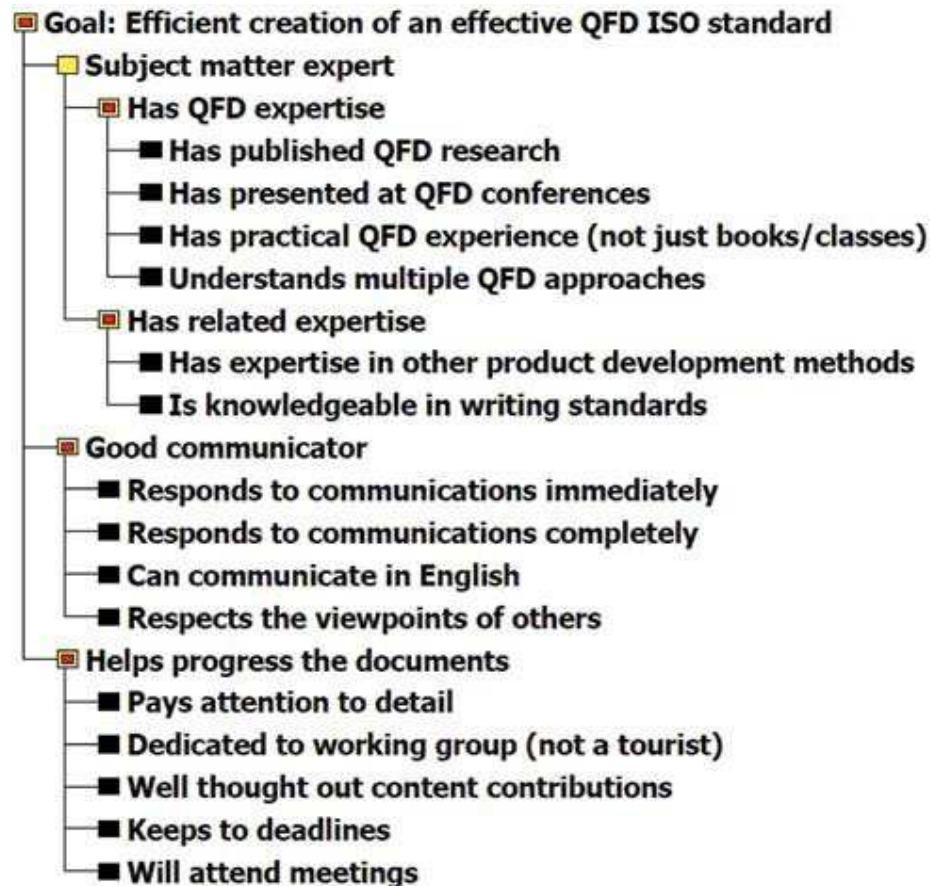 Goal: Efficient creation of an effective QFD ISO standard
Subject matter expert
Has QFD expertise
Has published QFD research
Has presented at QFD conferences
Has practical QFD experience (not just books/classes)
Understands multiple QFD approaches
Has related expertise
Has expertise in other product development methods
Is knowledgeable in writing standards
Good communicator
Responds to communications immediately
Responds to communications completely
Can communicate in English
Respects the viewpoints of others
Helps progress the documents
Pays attention to detail
Dedicated to working group (not a tourist)
Well thought out content contributions
Keeps to deadlines
Will attend meetings